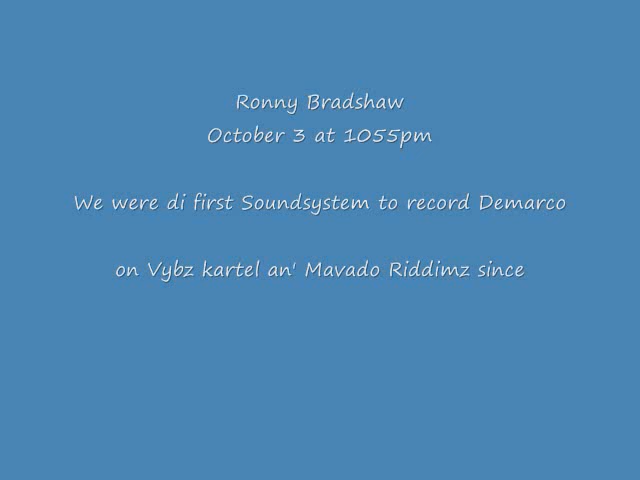 Ronny Bradshaw
October 3 at 1055pm
We were di first Soundsystem to record Demarco
on Vybz kartel an' Mavado Riddimz since